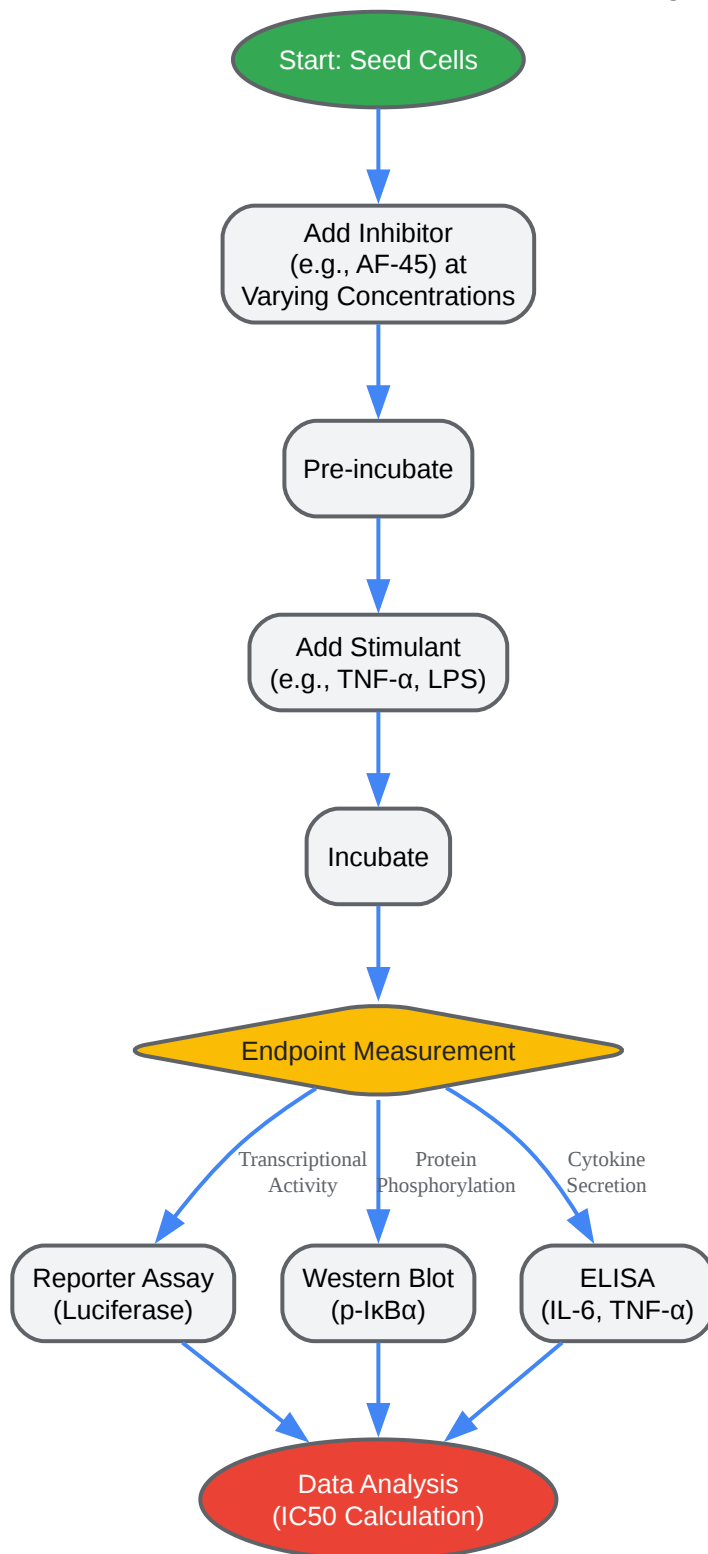 Start: Seed Cells
Add Inhibitor
(e.g., AF-45) at
Varying Concentrations
Pre-incubate
Add Stimulant
(e.g., TNF-α, LPS)
Incubate
Endpoint Measurement
Transcriptional
Activity
Protein
Phosphorylation
Cytokine
Secretion
Reporter Assay
(Luciferase)
Western Blot
(p-IκBα)
ELISA
(IL-6, TNF-α)
Data Analysis
(IC50 Calculation)